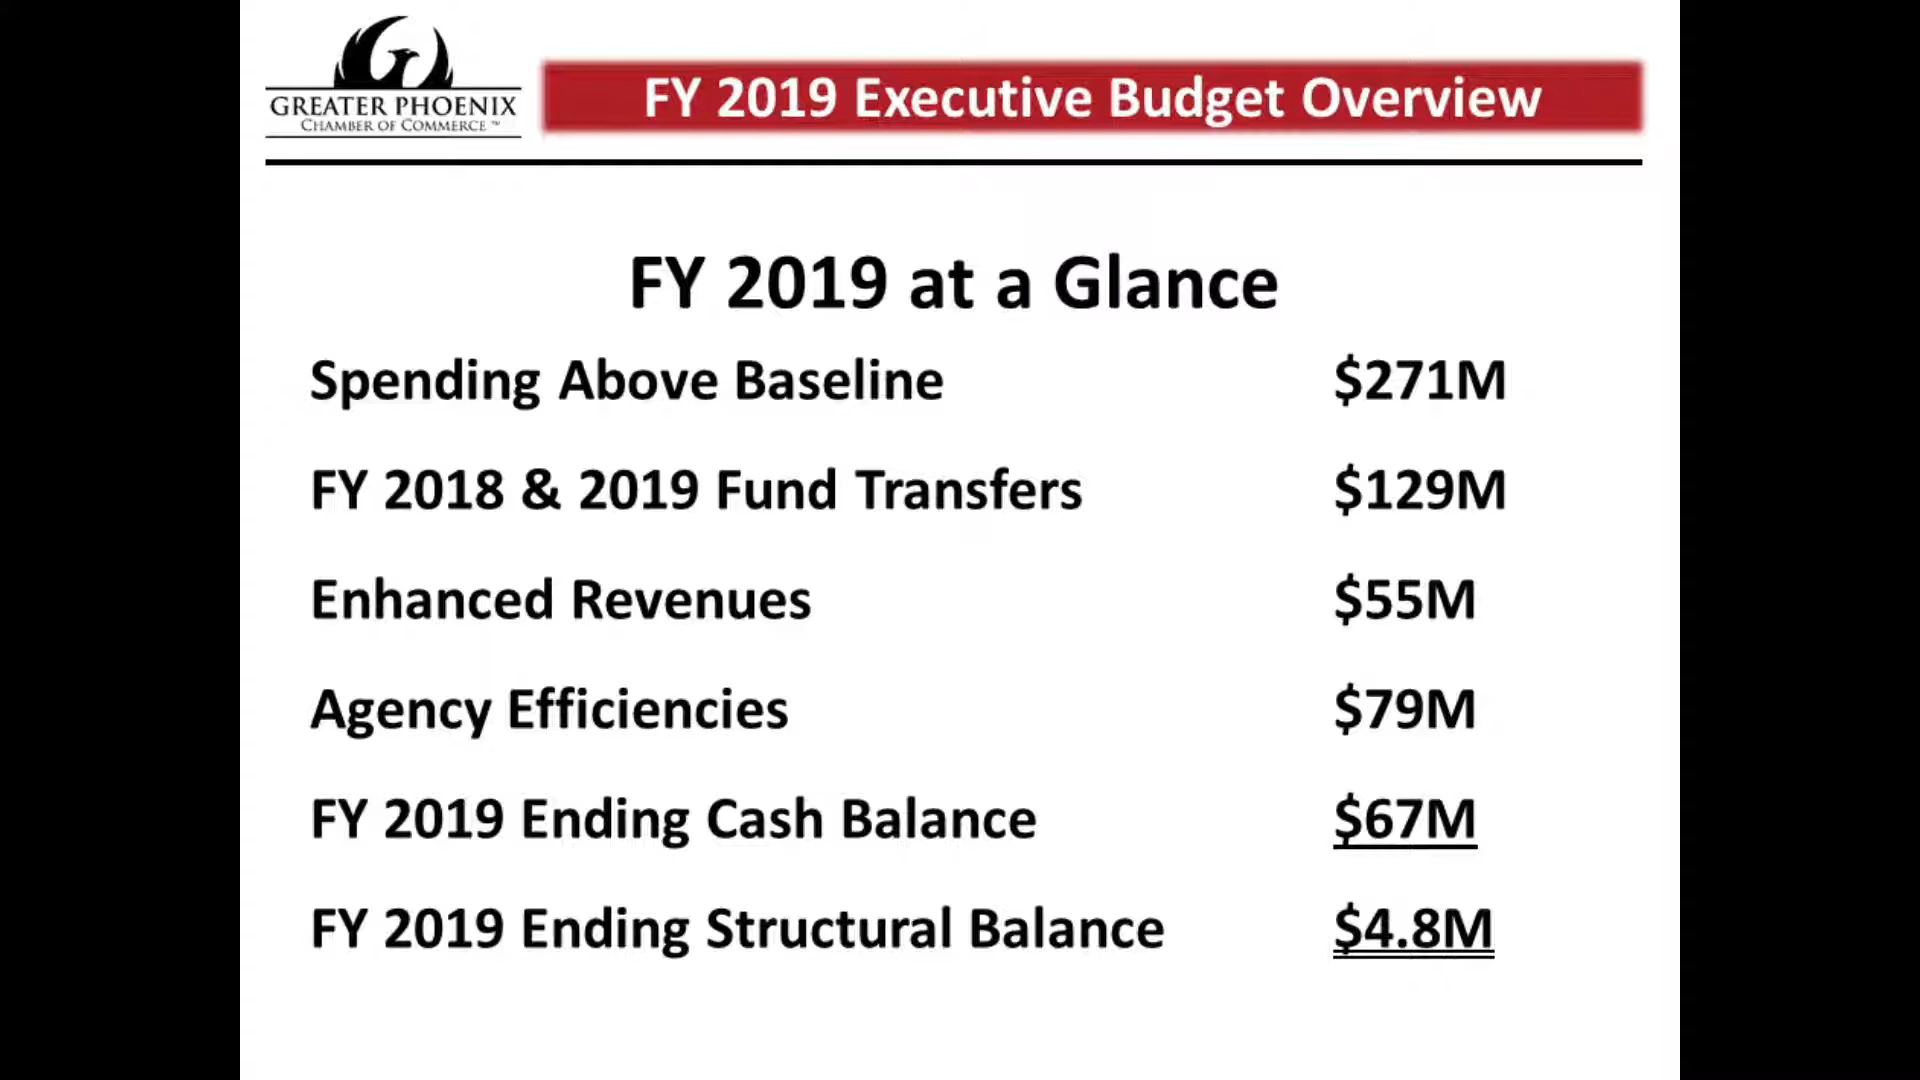 GREATER PHOENIX
CHAMBER OF COMMERCE™
FY 2019 Executive Budget Overview
FY 2019 at a Glance
Spending Above Baseline $271M
FY 2018 & 2019 Fund Transfers $129M
Enhanced Revenues $55M
Agency Efficiencies $79M
FY 2019 Ending Cash Balance $67M
FY 2019 Ending Structural Balance $4.8M